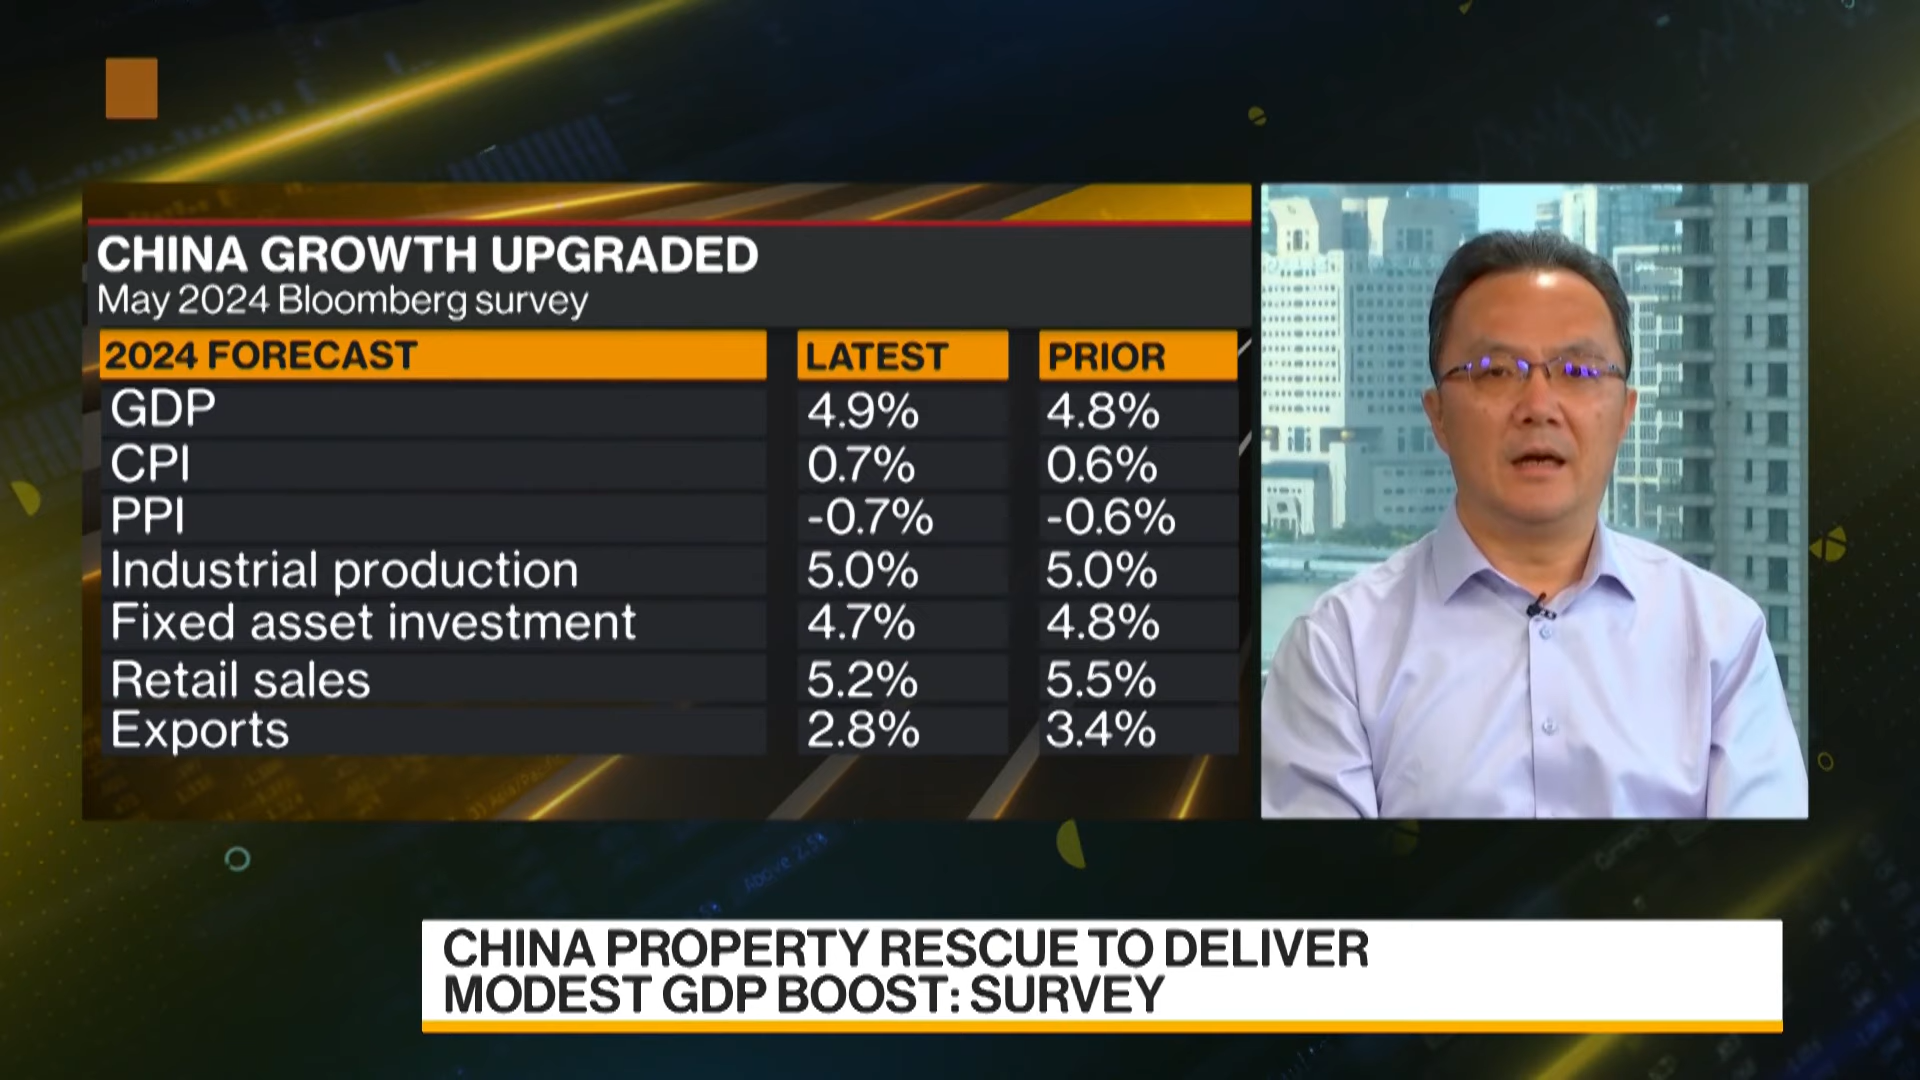 CHINA GROWTH UPGRADED
May 2024 Bloomberg survey
2024 FORECAST LATEST PRIOR
GDP 4.9% 4.8%
CPI 0.7% 0.6%
PPI -0.7% -0.6%
Industrial production 5.0% 5.0%
Fixed asset investment 4.7% 4.8%
Retail sales 5.2% 5.5%
Exports 2.8% 3.4%
Above 2.5%
CHINA PROPERTY RESCUE TO DELIVER
MODEST GDP BOOST: SURVEY